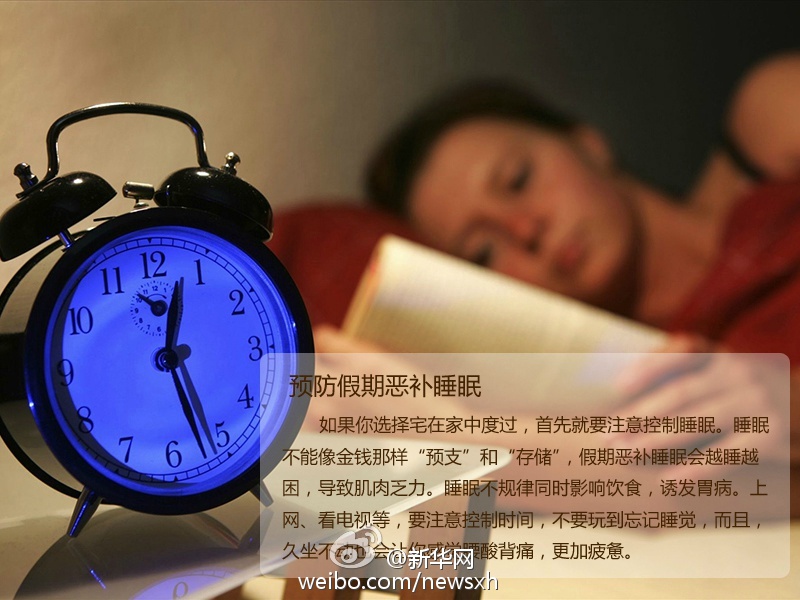 12
1
11
2
10
3
9
4
8
5
7
6
预防假期恶补睡眠
如果你选择宅在家中度过，首先就要注意控制睡眠。睡眠
不能像金钱那样“预支”和“存储”，假期恶补睡眠会越睡越
困，导致肌肉乏力。睡眠不规律同时影响饮食，诱发胃病。上
网、看电视等，要注意控制时间，不要玩到忘记睡觉，而且，
久坐不动也会让你感觉腰酸背痛，更加疲惫。
@新华网
weibo.com/newsxh